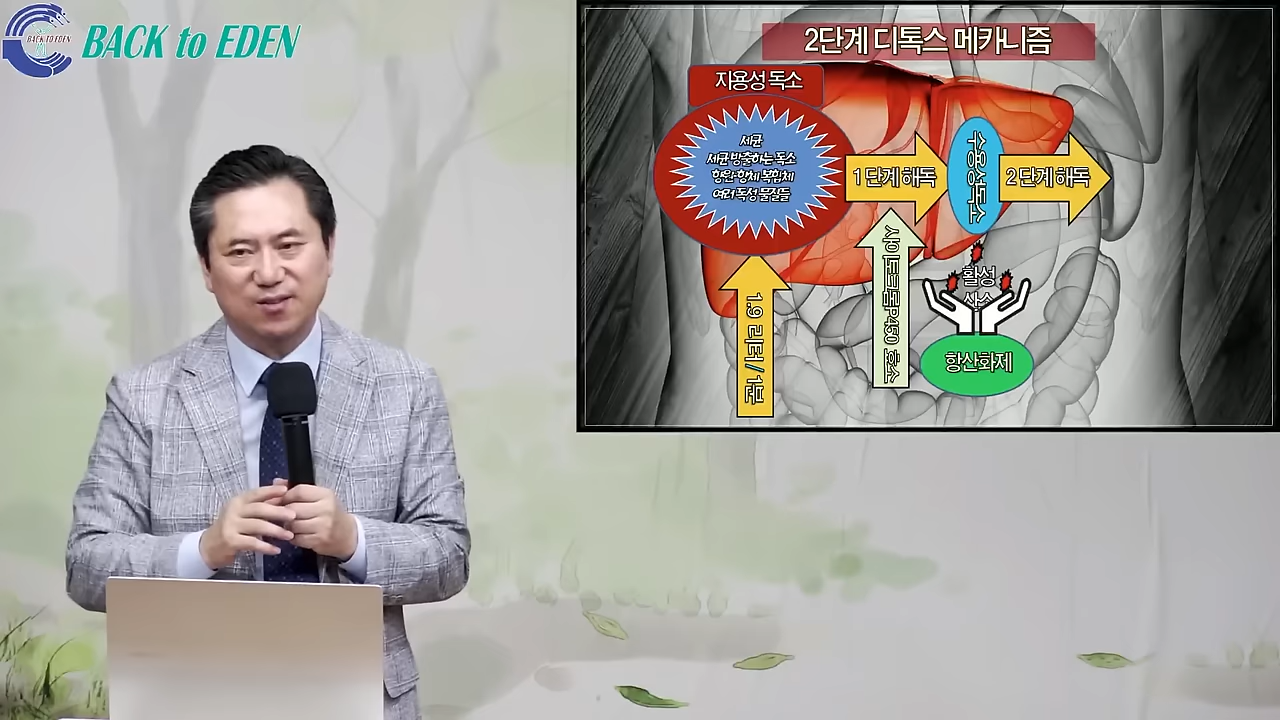 BACK TO EDEN
BACK to EDEN
2단계 디톡스 메카니즘
지용성 독소
세균
세균 방출하는 독소
항원-항체 복합체
여러 독성 물질들
1단계 해독
수용성독소
2단계 해독
1.9 리터/1분
사이토크롬P450 효소
활성
산소
항산화제